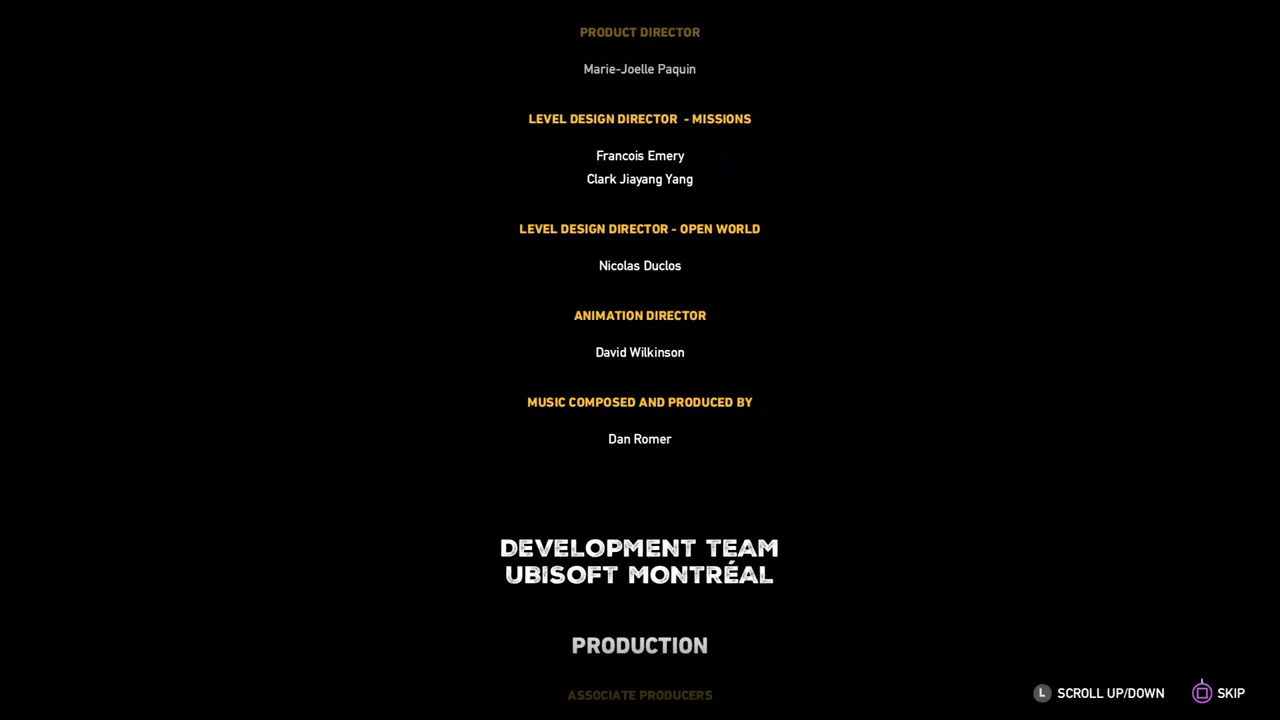 PRODUCT DIRECTOR
Marie-Joelle Paquin
LEVEL DESIGN DIRECTOR - MISSIONS
Francois Emery
Clark Jiayang Yang
LEVEL DESIGN DIRECTOR - OPEN WORLD
Nicolas Duclos
ANIMATION DIRECTOR
David Wilkinson
MUSIC COMPOSED AND PRODUCED BY
Dan Romer
DEVELOPMENT TEAM
UBISOFT MONTRÉAL
PRODUCTION
ASSOCIATE PRODUCERS
L SCROLL UP/DOWN SKIP